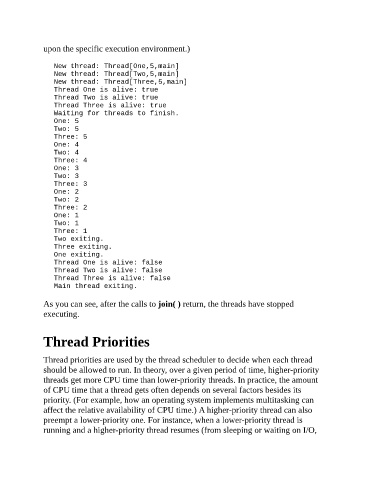 upon the specific execution environment.)
New thread: Thread[One,5,main]
New thread: Thread[Two,5,main]
New thread: Thread[Three,5,main]
Thread One is alive: true
Thread Two is alive: true
Thread Three is alive: true
Waiting for threads to finish.
One: 5
Two: 5
Three: 5
One: 4
Two: 4
Three: 4
One: 3
Two: 3
Three: 3
One: 2
Two: 2
Three: 2
One: 1
Two: 1
Three: 1
Two exiting.
Three exiting.
One exiting.
Thread One is alive: false
Thread Two is alive: false
Thread Three is alive: false
Main thread exiting.
As you can see, after the calls to join( ) return, the threads have stopped
executing.
Thread Priorities
Thread priorities are used by the thread scheduler to decide when each thread
should be allowed to run. In theory, over a given period of time, higher-priority
threads get more CPU time than lower-priority threads. In practice, the amount
of CPU time that a thread gets often depends on several factors besides its
priority. (For example, how an operating system implements multitasking can
affect the relative availability of CPU time.) A higher-priority thread can also
preempt a lower-priority one. For instance, when a lower-priority thread is
running and a higher-priority thread resumes (from sleeping or waiting on I/O,